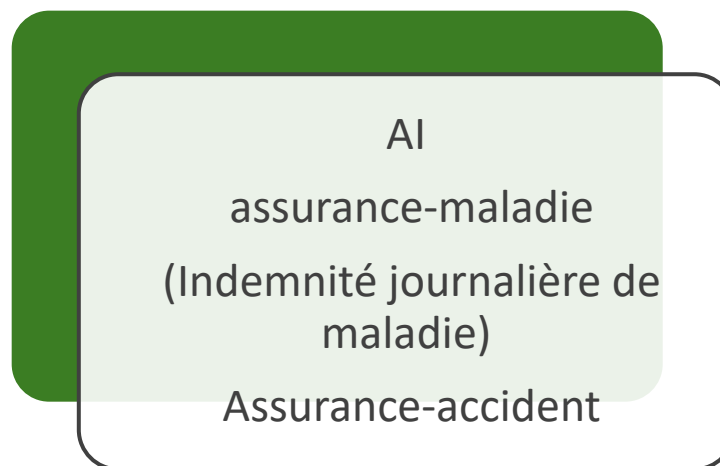 AI
assurance-maladie
(Indemnité journalière de
maladie)
Assurance-accident